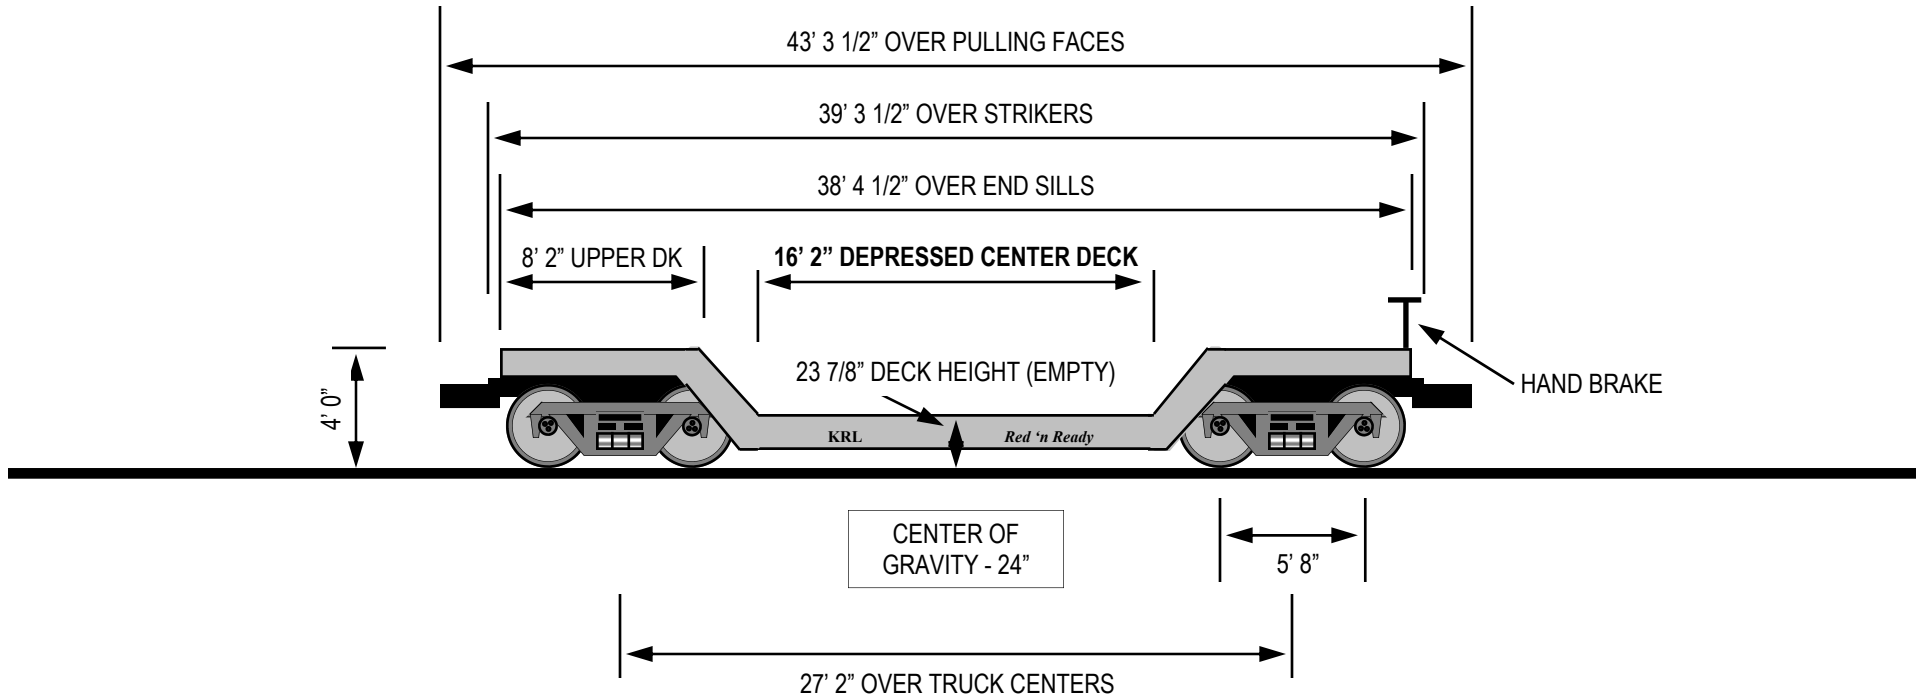 43’ 3 1/2” OVER PULLING FACES
39’ 3 1/2” OVER STRIKERS
38’ 4 1/2” OVER END SILLS
8’ 2” UPPER DK
16’ 2” DEPRESSED CENTER DECK
23 7/8” DECK HEIGHT (EMPTY)
HAND BRAKE
4’ 0”
KRL
Red ‘n Ready
CENTER OF
GRAVITY - 24”
5’ 8”
27’ 2” OVER TRUCK CENTERS